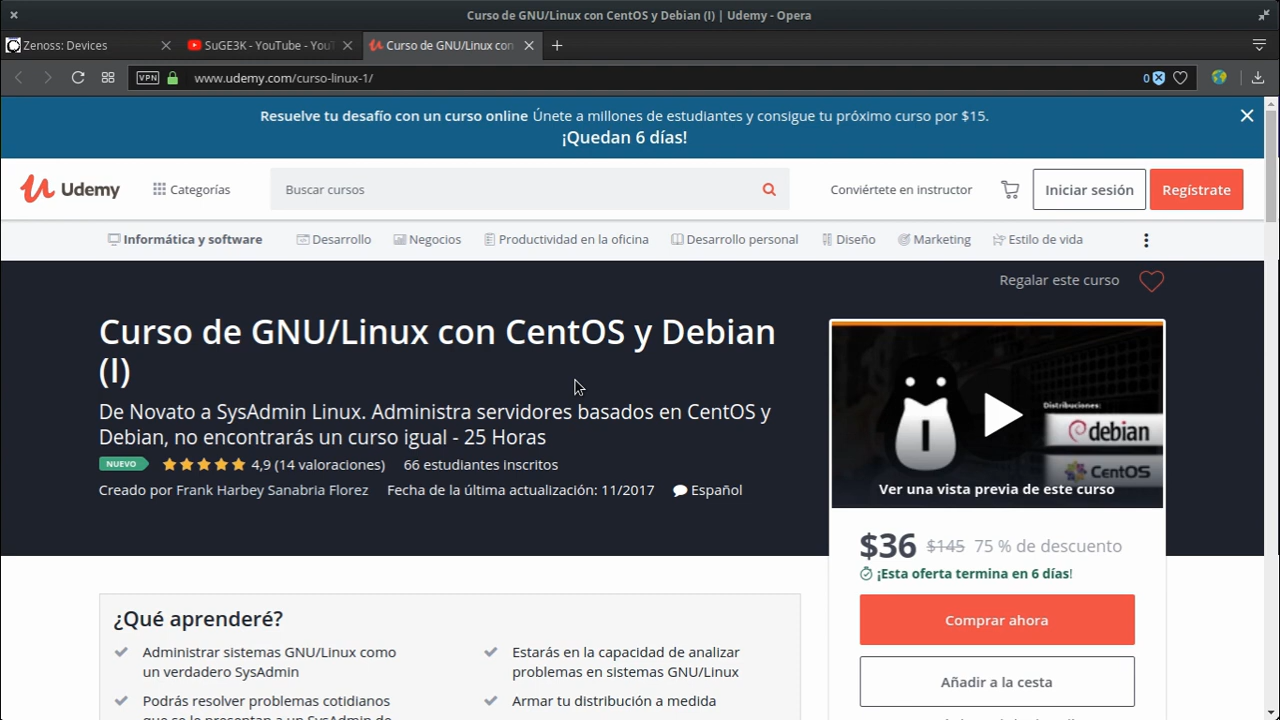 Curso de GNU/Linux con CentOS y Debian (I) | Udemy - Opera
Zenoss: Devices
SuGE3K - YouTube - You
Curso de GNU/Linux con
VPN
www.udemy.com/curso-linux-1/
0
Resuelve tu desafío con un curso online Únete a millones de estudiantes y consigue tu próximo curso por $15.
¡Quedan 6 días!
Udemy
Categorías
Buscar cursos
Conviértete en instructor
Iniciar sesión
Regístrate
Informática y software
Desarrollo
Negocios
Productividad en la oficina
Desarrollo personal
Diseño
Marketing
Estilo de vida
Regalar este curso
Curso de GNU/Linux con CentOS y Debian
(I)
De Novato a SysAdmin Linux. Administra servidores basados en CentOS y
Debian, no encontrarás un curso igual - 25 Horas
NUEVO
4,9 (14 valoraciones)
66 estudiantes inscritos
Creado por Frank Harbey Sanabria Florez
Fecha de la última actualización: 11/2017
Español
Distribuciones:
I
debian
CentOS
Ver una vista previa de este curso
$36 $145 75 % de descuento
¡Esta oferta termina en 6 días!
Comprar ahora
Añadir a la cesta
¿Qué aprenderé?
Administrar sistemas GNU/Linux como
un verdadero SysAdmin
Podrás resolver problemas cotidianos
que se le presentan a un SysAdmin de
Estarás en la capacidad de analizar
problemas en sistemas GNU/Linux
Armar tu distribución a medida